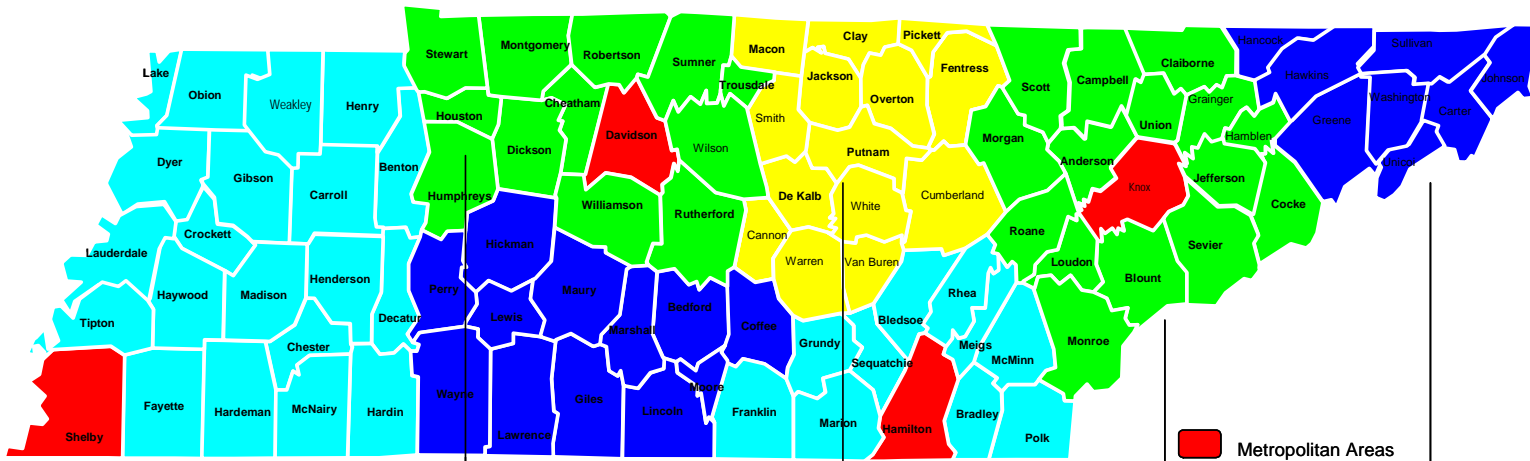 Stewart
Montgomery
Robertson
Sumner
Macon
Clay
Pickett
Lake
Obion
Weakley
Henry
Houston
Cheatham
Trousdale
Jackson
Overton
Fentress
Scott
Campbell
Claiborne
Hancock
Hawkins
Sullivan
Johnson
Grainger
Washington
Carter
Greene
Unicoi
Hamblen
Union
Smith
Davidson
Wilson
Dickson
Putnam
Morgan
Anderson
Knox
Jefferson
Cocke
Dyer
Gibson
Carroll
Benton
Humphreys
Williamson
Rutherford
De Kalb
White
Cumberland
Roane
Loudon
Blount
Sevier
Crockett
Lauderdale
Haywood
Madison
Henderson
Hickman
Cannon
Warren
Van Buren
Tipton
Chester
Decatur
Perry
Lewis
Maury
Marshall
Bedford
Coffee
Grundy
Bledsoe
Rhea
Sequatchie
Meigs
McMinn
Monroe
Shelby
Fayette
Hardeman
McNairy
Hardin
Wayne
Lawrence
Giles
Lincoln
Moore
Franklin
Marion
Hamilton
Bradley
Polk
Metropolitan Areas